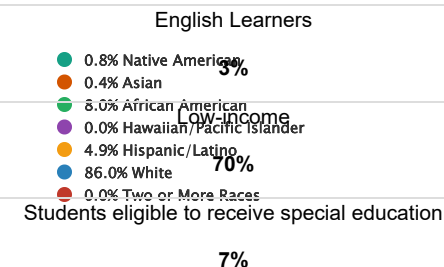 English Learners
0.8% Native American
3%
0.4% Asian
8.0% African American
Low-income
0.0% Hawaiian/Pacific Islander
4.9% Hispanic/Latino
70%
86.0% White
0.0% Two or More Races
Students eligible to receive special education
7%